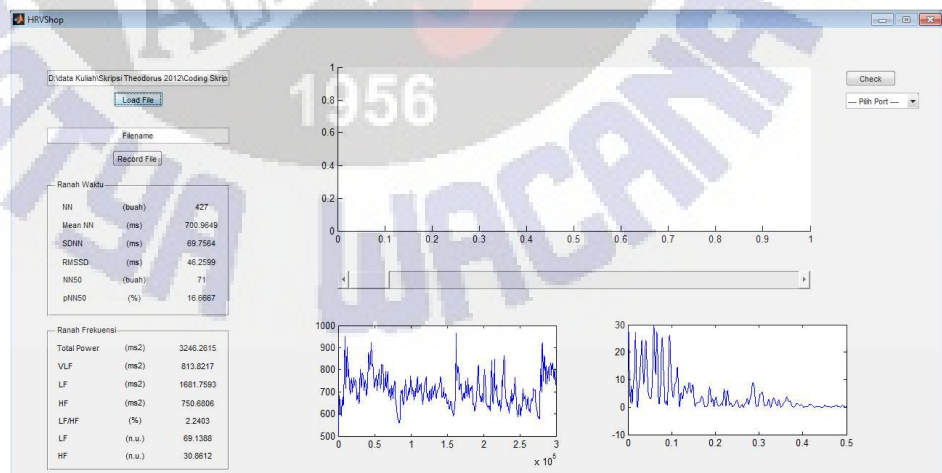 HRVShop
D:\data Kuliah\Skripsi Theodorus 2012\Coding Skrip
Load File
Filename
Record File
Check
--- Pilih Port ---
Ranah Waktu
NN (buah) 427
Mean NN (ms) 700.9649
SDNN (ms) 69.7564
RMSSD (ms) 46.2599
NN50 (buah) 71
pNN50 (%) 16.6667
Ranah Frekuensi
Total Power (ms2) 3246.2615
VLF (ms2) 813.8217
LF (ms2) 1681.7593
HF (ms2) 750.6806
LF/HF (%) 2.2403
LF (n.u.) 69.1388
HF (n.u.) 30.8612
1
0.8
0.6
0.4
0.2
0
0 0.1 0.2 0.3 0.4 0.5 0.6 0.7 0.8 0.9 1
1000
900
800
700
600
500
0 0.5 1 1.5 2 2.5 3
x 10^5
30
20
10
0
-10
0 0.1 0.2 0.3 0.4 0.5
1956
WACANA